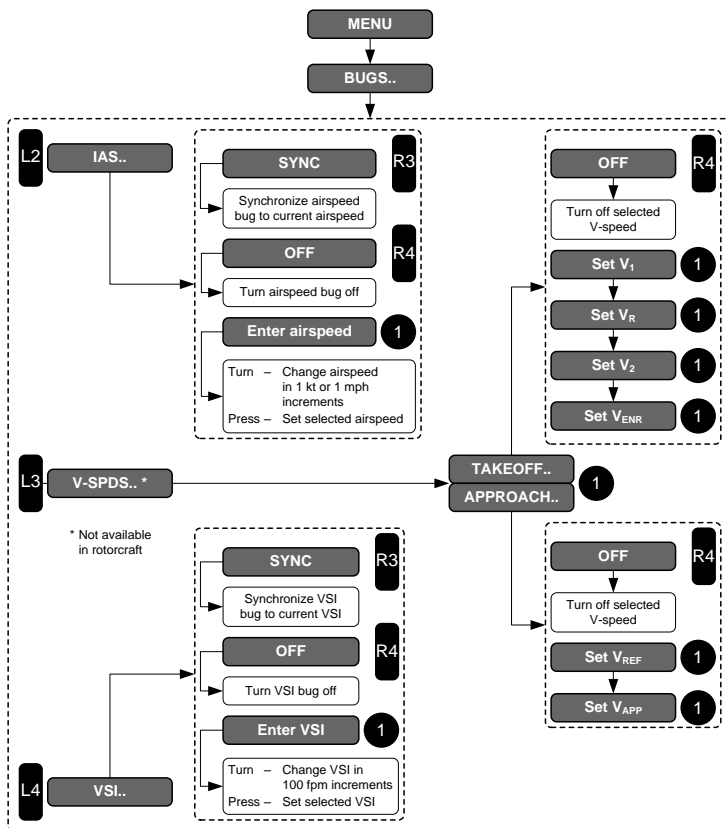 MENU
BUGS..
L2
IAS..
SYNC
R3
Synchronize airspeed
bug to current airspeed
OFF
R4
Turn airspeed bug off
Enter airspeed
1
Turn – Change airspeed
in 1 kt or 1 mph
increments
Press – Set selected airspeed
OFF
R4
Turn off selected
V-speed
Set V1
1
Set VR
1
Set V2
1
Set VENR
1
L3
V-SPDS.. *
TAKEOFF..
APPROACH..
1
* Not available
in rotorcraft
SYNC
R3
Synchronize VSI
bug to current VSI
OFF
R4
Turn VSI bug off
Enter VSI
1
Turn – Change VSI in
100 fpm increments
Press – Set selected VSI
OFF
R4
Turn off selected
V-speed
Set VREF
1
Set VAPP
1
L4
VSI..